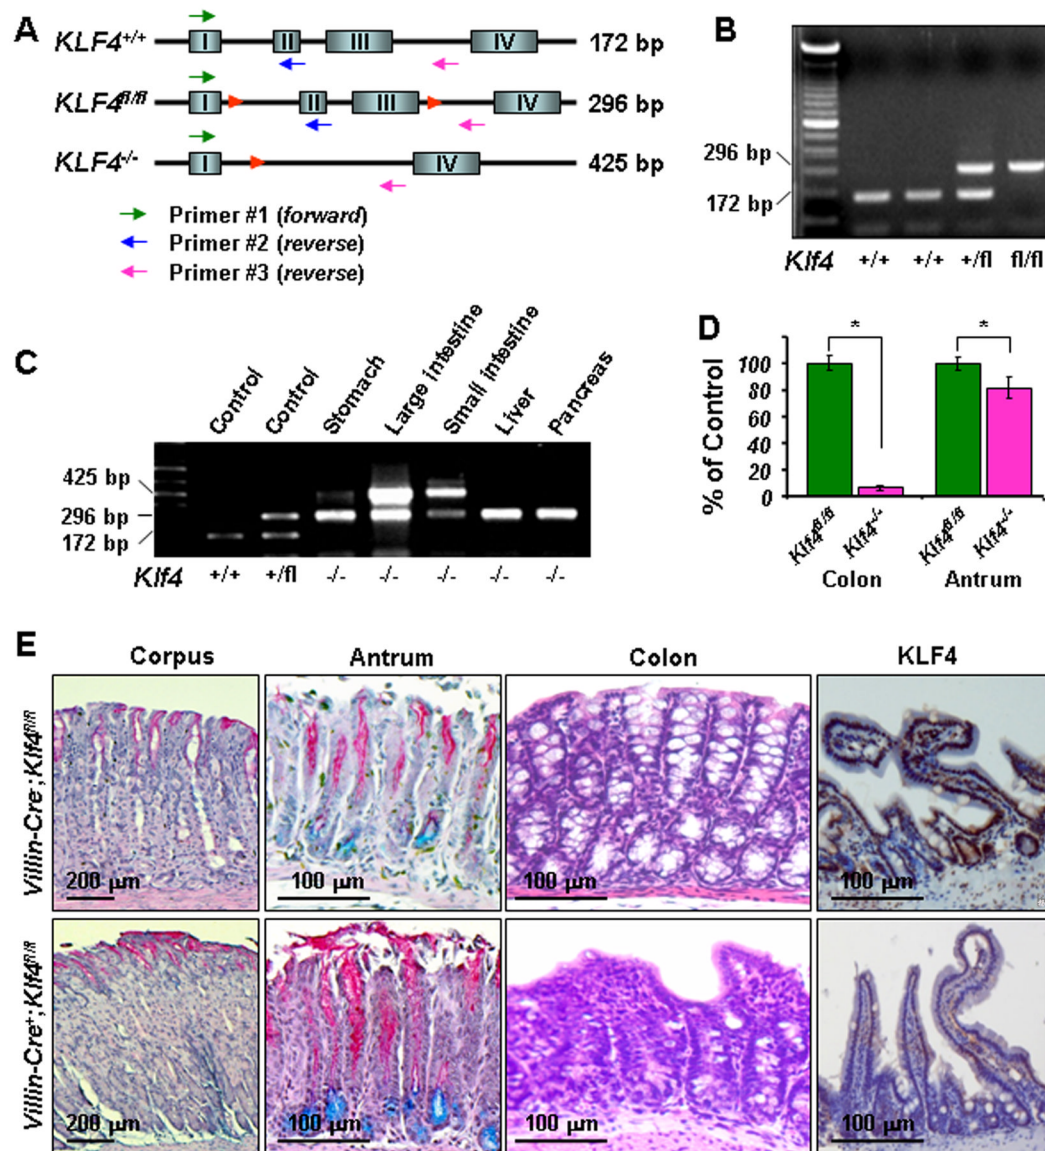 A
KLF4+/+ I II III IV 172 bp
KLF4fl/fl I II III IV 296 bp
KLF4-/- I IV 425 bp
Primer #1 (forward)
Primer #2 (reverse)
Primer #3 (reverse)
B
296 bp
172 bp
Klf4 +/+ +/+ +/fl fl/fl
C
Control Control Stomach Large intestine Small intestine Liver Pancreas
425 bp
296 bp
172 bp
Klf4 +/+ +/fl -/- -/- -/- -/- -/-
D
% of Control
100
80
60
40
20
0
Klf4fl/fl Klf4-/- Klf4fl/fl Klf4-/-
Colon Antrum
* *
E
Corpus Antrum Colon KLF4
Villin-Cre-;Klf4fl/fl
200 µm 100 µm 100 µm 100 µm
Villin-Cre+;Klf4fl/fl
200 µm 100 µm 100 µm 100 µm